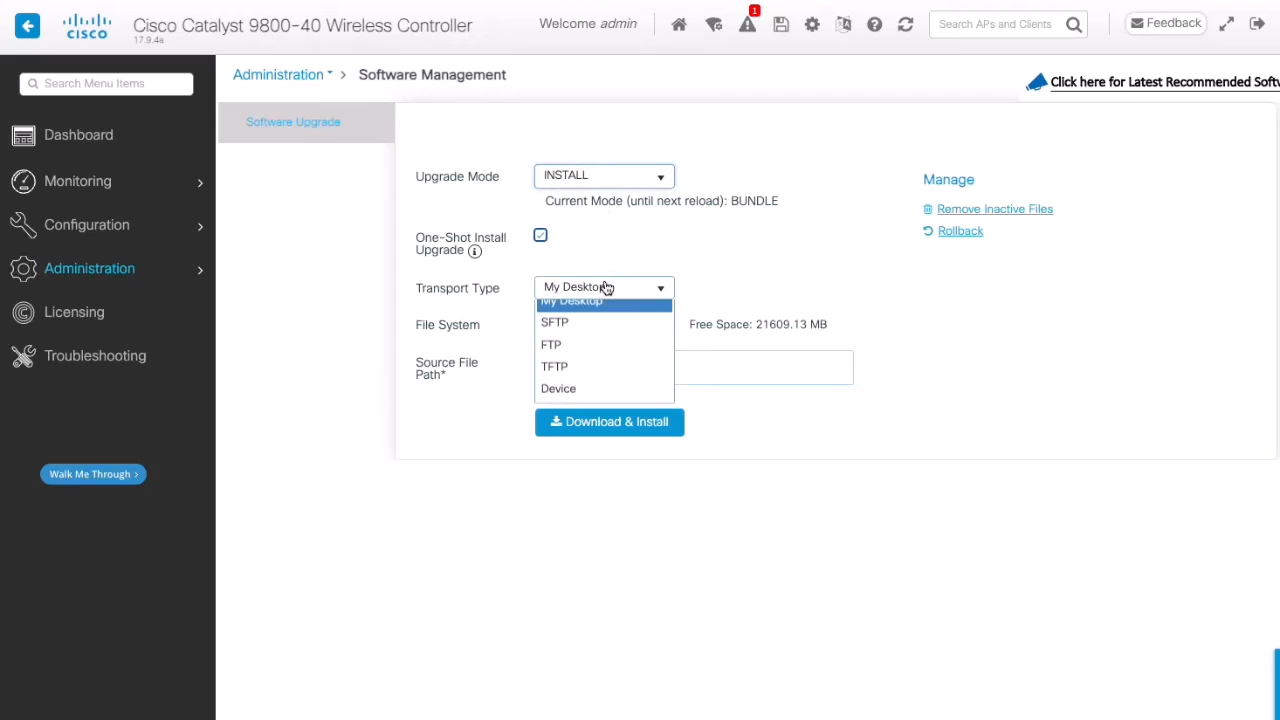 Cisco Catalyst 9800-40 Wireless Controller
17.9.4a
Welcome admin
1
Search APs and Clients
Feedback
CISCO
Search Menu Items
Dashboard
Monitoring
Configuration
Administration
Licensing
Troubleshooting
Walk Me Through >
Administration > Software Management
Click here for Latest Recommended Softw
Software Upgrade
Upgrade Mode
INSTALL
Current Mode (until next reload): BUNDLE
One-Shot Install
Upgrade
Transport Type
My Desktop
My Desktop
SFTP
FTP
TFTP
Device
File System
Free Space: 21609.13 MB
Source File
Path*
Download & Install
Manage
Remove Inactive Files
Rollback